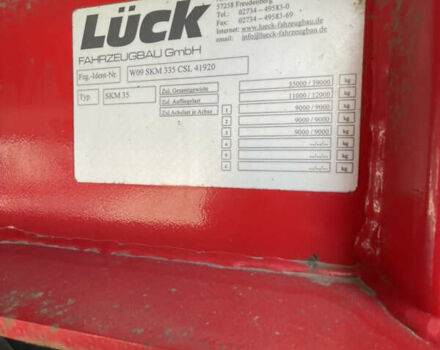 LÜCK
FAHRZEUGBAU GmbH
57258 Freudenberg
Tel.: 02734 – 49583-0
Fax: 02734 – 49583-69
Internet: www.lueck-fahrzeugbau.de
email: info@lueck-fahrzeugbau.de
Fzg.-Ident-Nr. W09 SKM 335 CSL 41920
Typ. SKM 35
Zul. Gesamtgewicht 35000 / 39000 kg
Zul. Aufliegelast 11000 / 12000 kg
Zul. Achslast je Achse 1 9000 / 9000 kg
2 9000 / 9000 kg
3 9000 / 9000 kg
4 --/--/-- kg
5 --/--/-- kg
6 --/--/-- kg